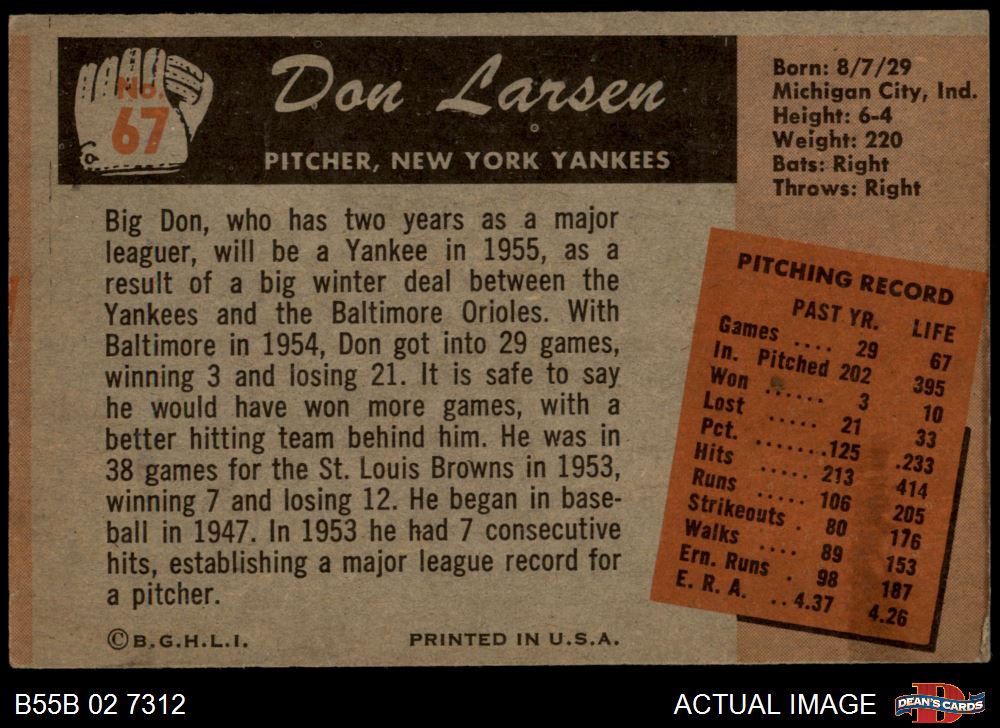 No.
67
Don Larsen
PITCHER, NEW YORK YANKEES
Born: 8/7/29
Michigan City, Ind.
Height: 6-4
Weight: 220
Bats: Right
Throws: Right
Big Don, who has two years as a major
leaguer, will be a Yankee in 1955, as a
result of a big winter deal between the
Yankees and the Baltimore Orioles. With
Baltimore in 1954, Don got into 29 games,
winning 3 and losing 21. It is safe to say
he would have won more games, with a
better hitting team behind him. He was in
38 games for the St. Louis Browns in 1953,
winning 7 and losing 12. He began in base-
ball in 1947. In 1953 he had 7 consecutive
hits, establishing a major league record for
a pitcher.
PITCHING RECORD
PAST YR. LIFE
Games .... 29 67
In. Pitched 202 395
Won ...... 3 10
Lost ..... 21 33
Pct. .......125 .233
Hits ..... 213 414
Runs ..... 106 205
Strikeouts . 80 176
Walks .... 89 153
Ern. Runs . 98 187
E. R. A. ..4.37 4.26
©B.G.H.L.I. PRINTED IN U.S.A.
B55B 02 7312 ACTUAL IMAGE
D
DEAN'S CARDS